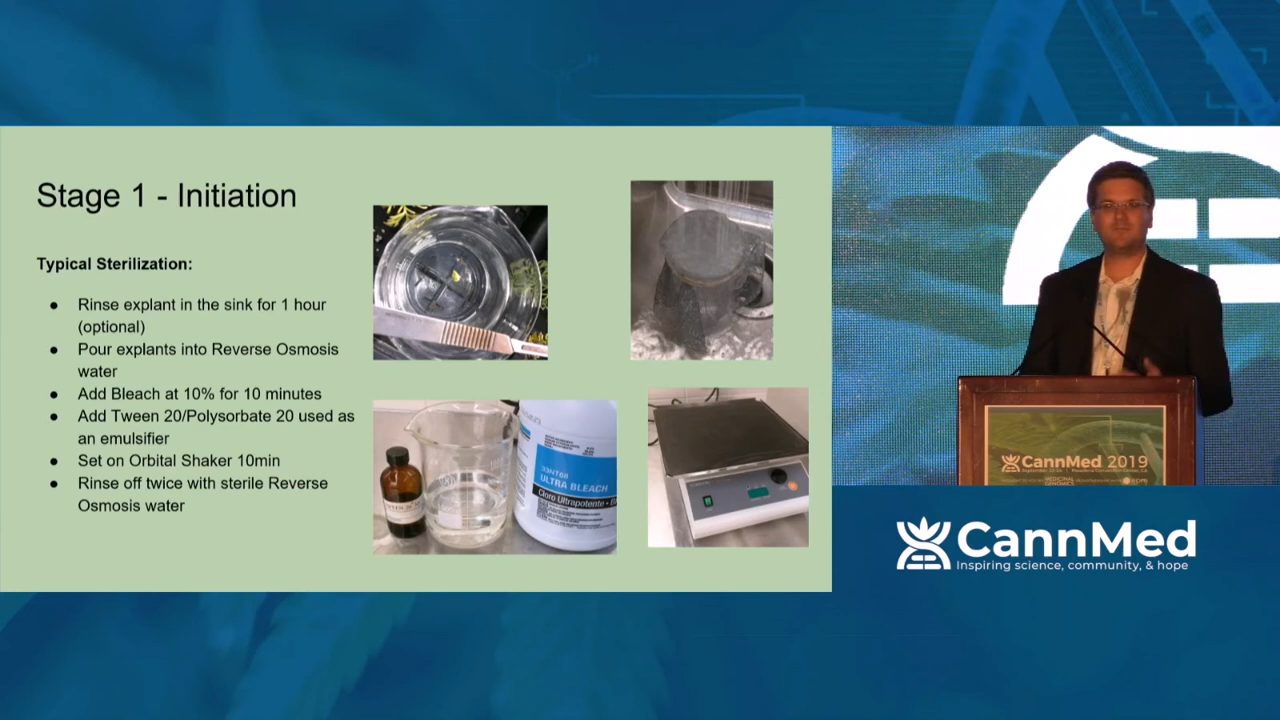 Stage 1 - Initiation
Typical Sterilization:
● Rinse explant in the sink for 1 hour
(optional)
● Pour explants into Reverse Osmosis
water
● Add Bleach at 10% for 10 minutes
● Add Tween 20/Polysorbate 20 used as
an emulsifier
● Set on Orbital Shaker 10min
● Rinse off twice with sterile Reverse
Osmosis water
33NT68
ULTRA BLEACH
Cloro Ultrapotente
CannMed 2019
MEDICINAL
GENOMICS
CannMed
Inspiring science, community, & hope